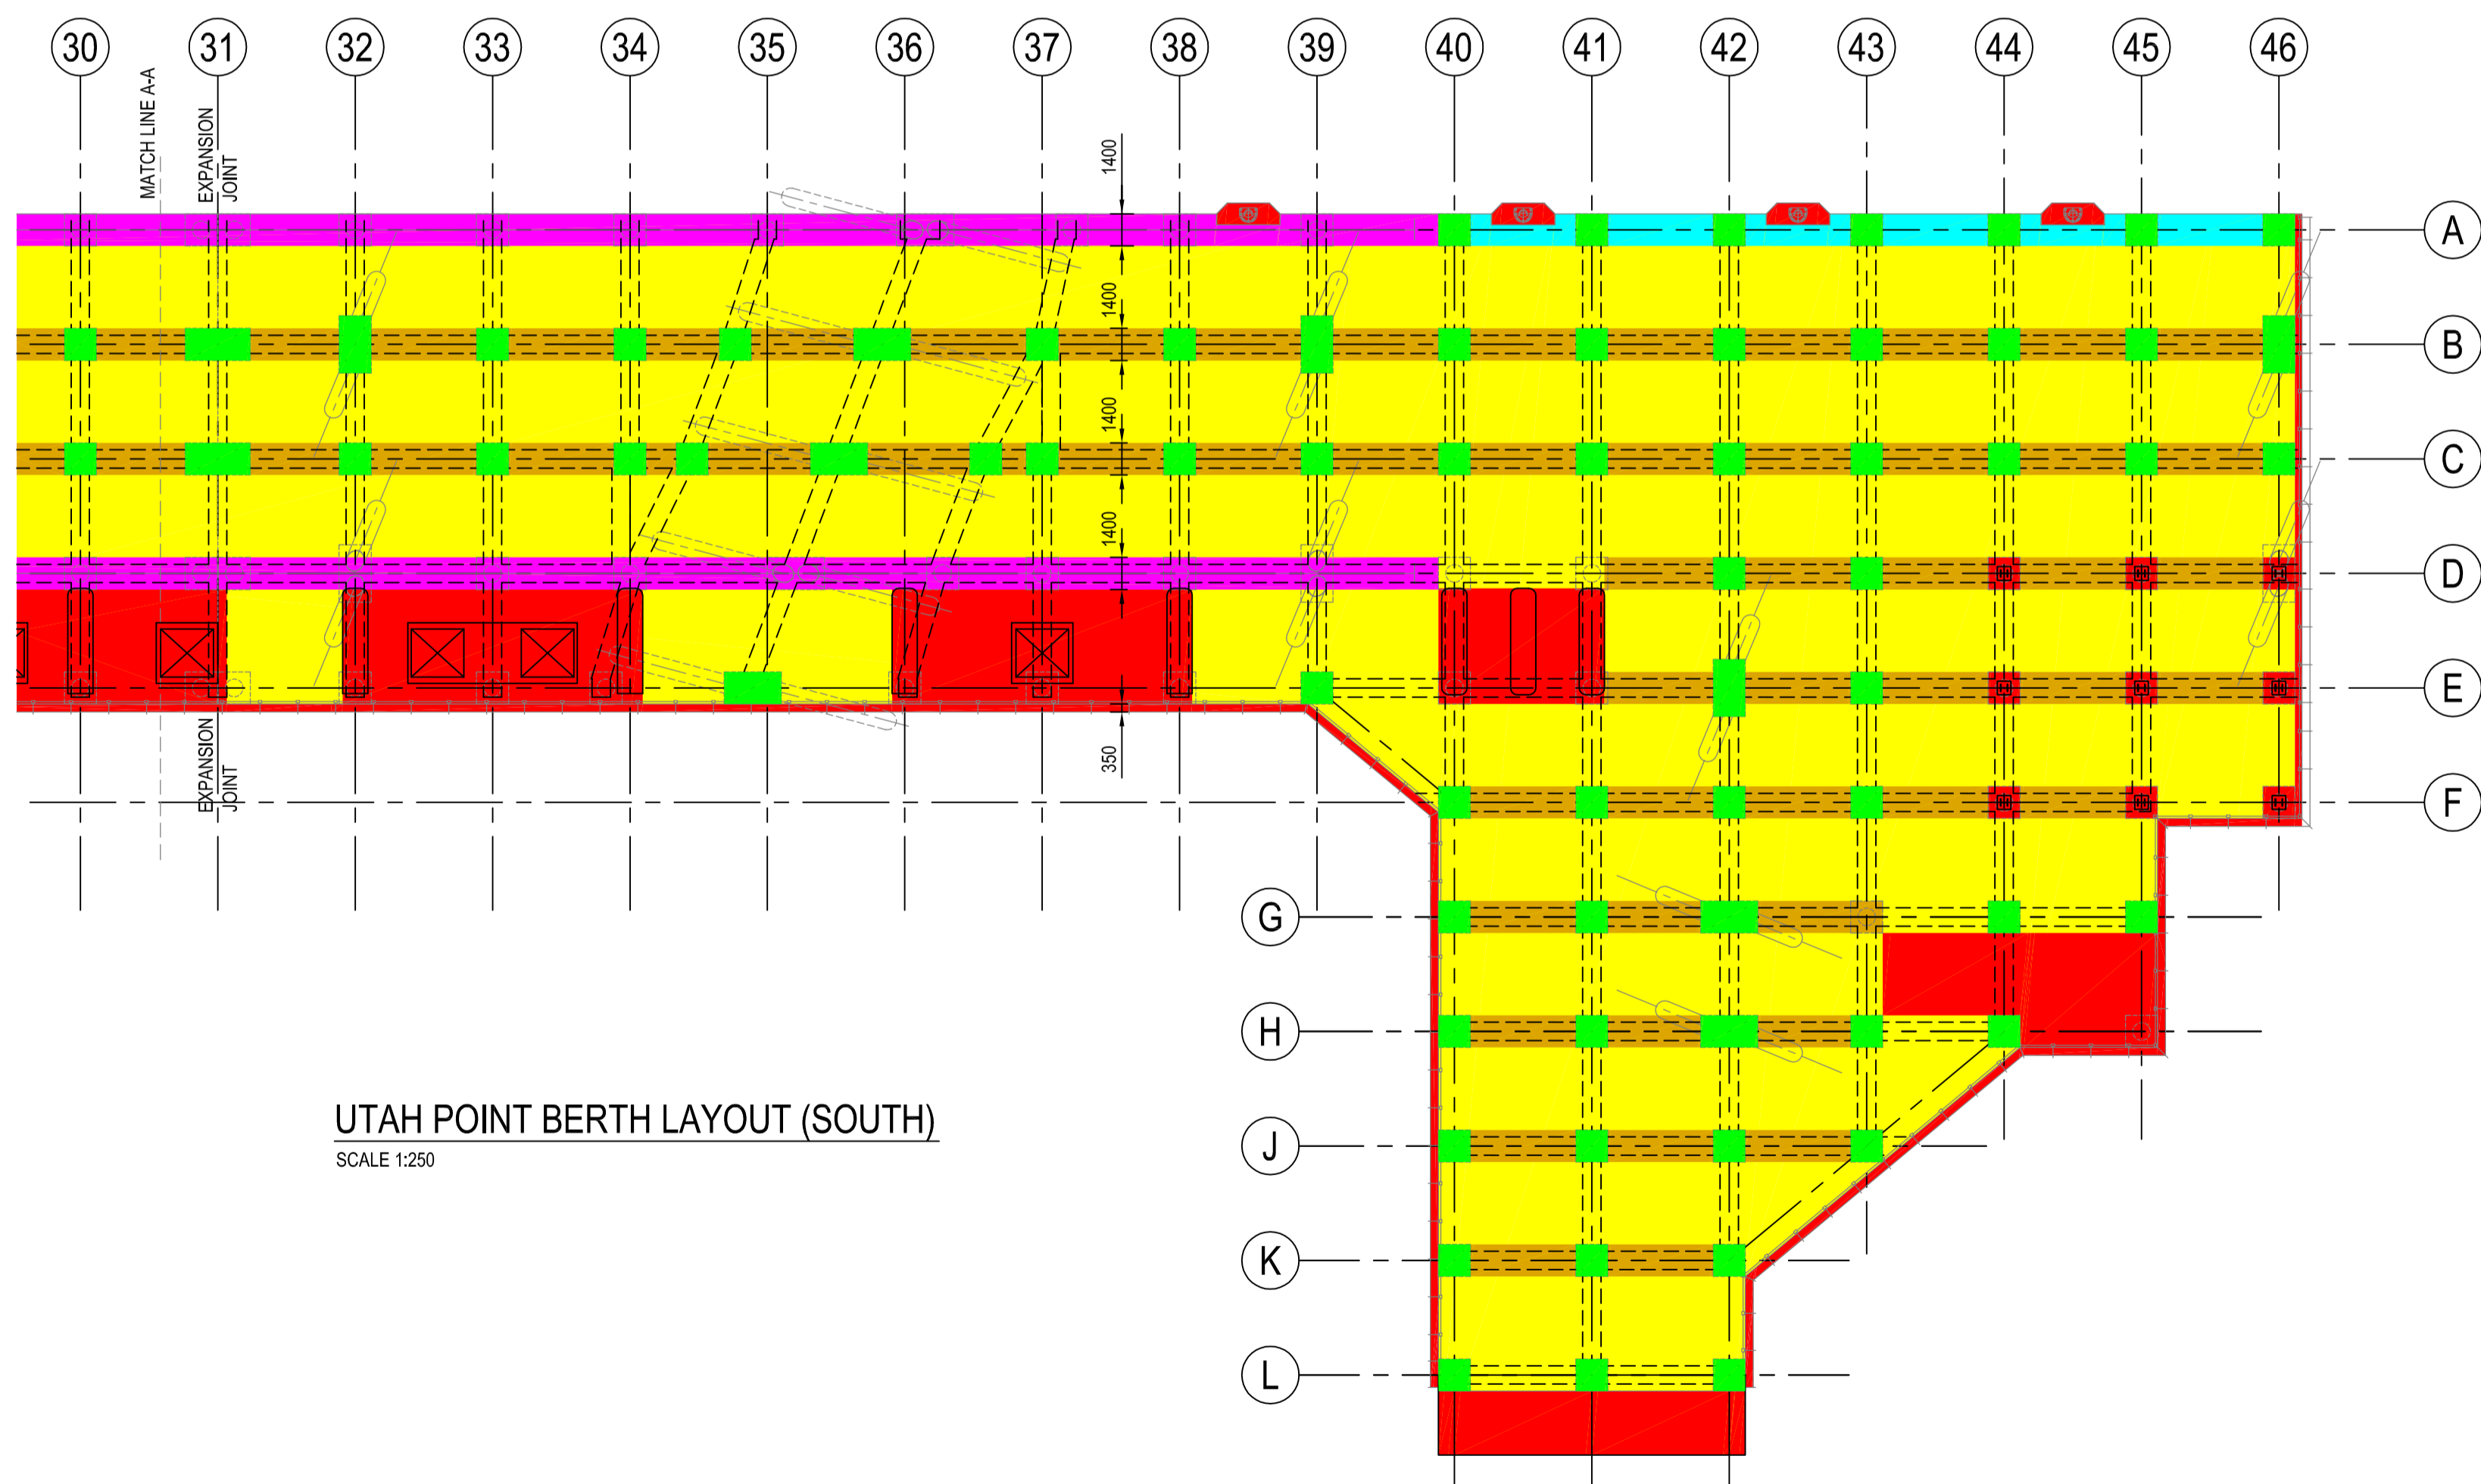 30 31 32 33 34 35 36 37 38 39 40 41 42 43 44 45 46
MATCH LINE A-A
EXPANSION
JOINT
1400
A
1400
B
1400
C
1400
D
E
350
EXPANSION
JOINT
F
G
H
UTAH POINT BERTH LAYOUT (SOUTH)
SCALE 1:250
J
K
L